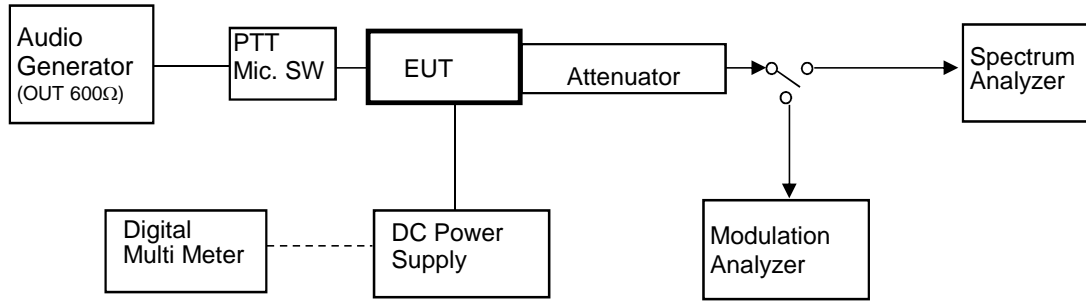 Audio
Generator
(OUT 600Ω)
PTT
Mic. SW
EUT
Attenuator
Spectrum
Analyzer
Digital
Multi Meter
DC Power
Supply
Modulation
Analyzer